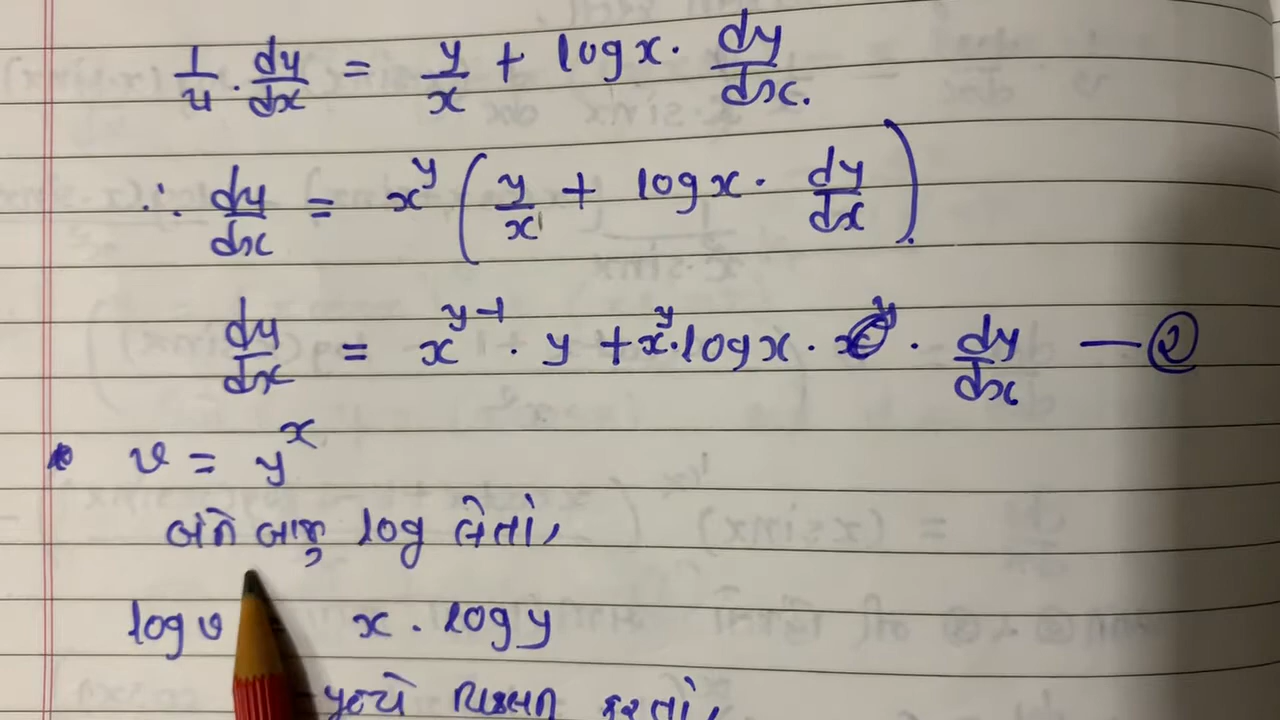 1/u · dy/dx = y/x + log x · dy/dx.
∴ dy/dx = x^y ( y/x + log x · dy/dx ).
dy/dx = x^(y-1) · y + x^y · log x · · dy/dx — ②
v = y^x
બંને બાજુ log લેતાં,
log v x · log y
કરતાં,